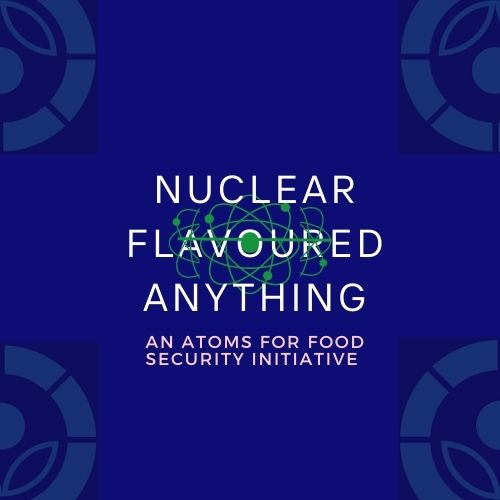 NUCLEAR
FLAVOURED
ANYTHING
AN ATOMS FOR FOOD
SECURITY INITIATIVE